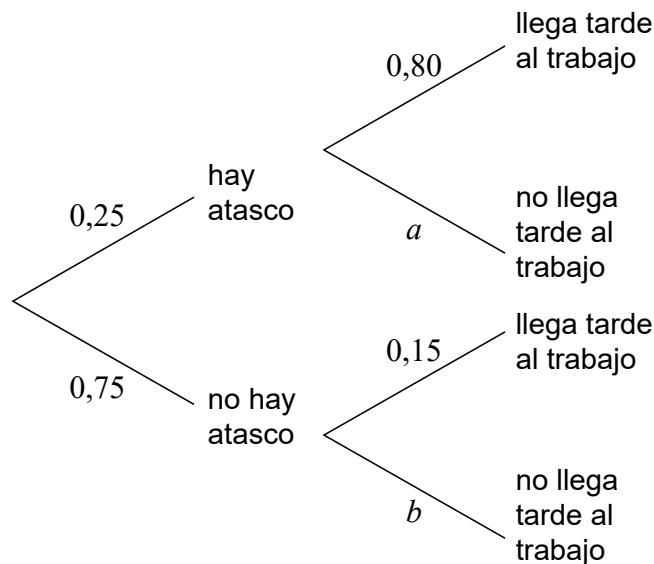 llega tarde
al trabajo
0,80
hay
atasco
0,25
a
no llega
tarde al
trabajo
llega tarde
al trabajo
0,15
0,75
no hay
atasco
b
no llega
tarde al
trabajo